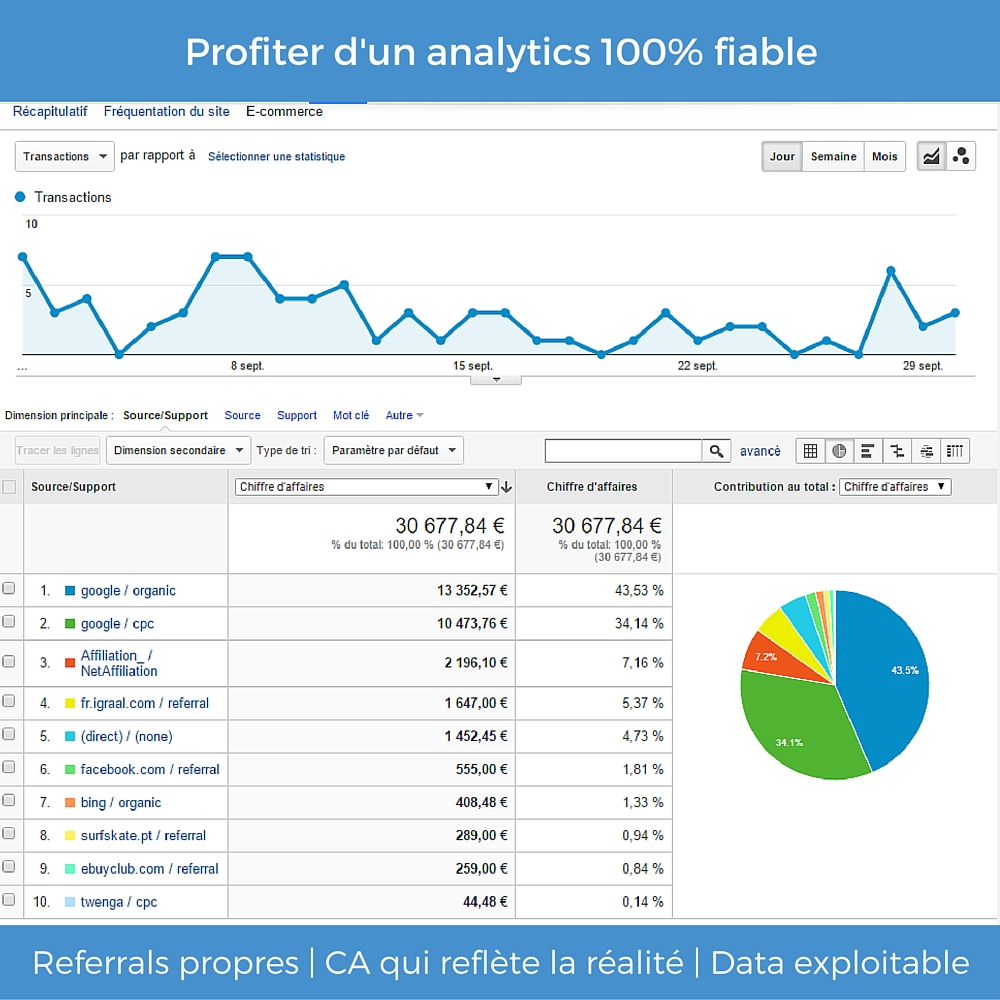 Profiter d'un analytics 100% fiable
Récapitulatif Fréquentation du site E-commerce
Transactions par rapport à Sélectionner une statistique Jour Semaine Mois
Transactions
10
5
... 8 sept. 15 sept. 22 sept. 29 sept.
Dimension principale : Source/Support Source Support Mot clé Autre
Tracer les lignes Dimension secondaire Type de tri : Paramètre par défaut avancé
Source/Support Chiffre d'affaires Chiffre d'affaires Contribution au total : Chiffre d'affaires
30 677,84 € 30 677,84 €
% du total: 100,00 % (30 677,84 €) % du total: 100,00 %
(30 677,84 €)
1. google / organic 13 352,57 € 43,53 %
2. google / cpc 10 473,76 € 34,14 %
3. Affiliation_ /
NetAffiliation 2 196,10 € 7,16 %
4. fr.igraal.com / referral 1 647,00 € 5,37 %
5. (direct) / (none) 1 452,45 € 4,73 %
6. facebook.com / referral 555,00 € 1,81 %
7. bing / organic 408,48 € 1,33 %
8. surfskate.pt / referral 289,00 € 0,94 %
9. ebuyclub.com / referral 259,00 € 0,84 %
10. twenga / cpc 44,48 € 0,14 %
7.2%
43.5%
34.1%
Referrals propres | CA qui reflète la réalité | Data exploitable